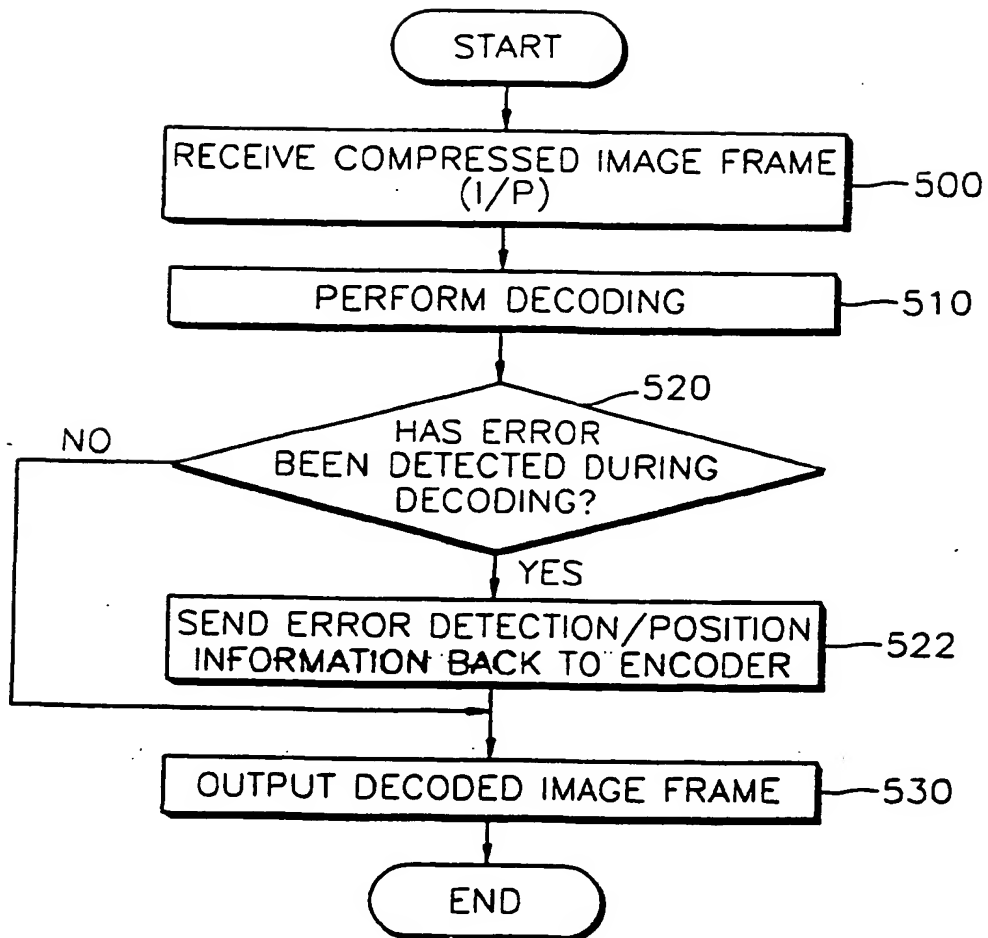 START
RECEIVE COMPRESSED IMAGE FRAME
(I/P)
500
PERFORM DECODING
510
520
HAS ERROR
BEEN DETECTED DURING
DECODING?
NO
YES
SEND ERROR DETECTION/POSITION
INFORMATION BACK TO ENCODER
522
OUTPUT DECODED IMAGE FRAME
530
END